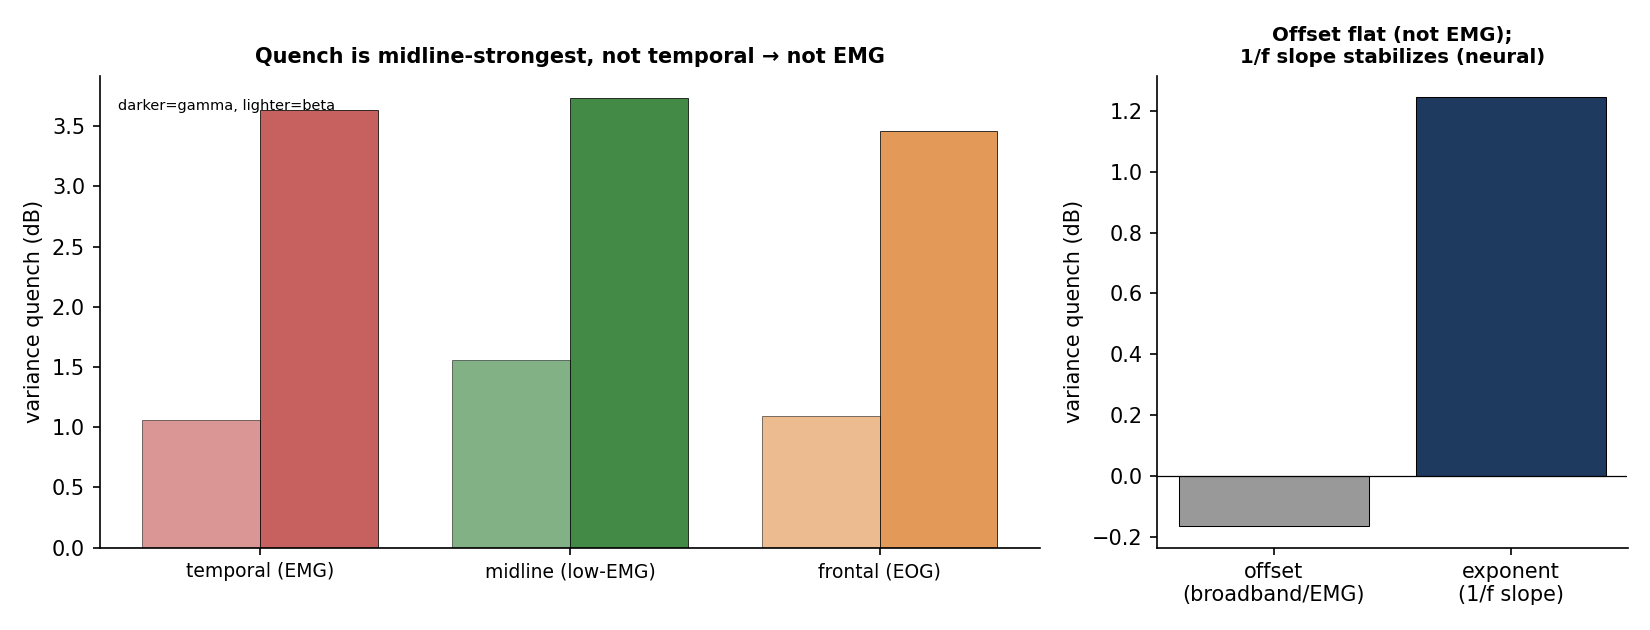 Quench is midline-strongest, not temporal → not EMG
darker=gamma, lighter=beta
variance quench (dB)
3.5
3.0
2.5
2.0
1.5
1.0
0.5
0.0
temporal (EMG)
midline (low-EMG)
frontal (EOG)
Offset flat (not EMG);
1/f slope stabilizes (neural)
variance quench (dB)
1.2
1.0
0.8
0.6
0.4
0.2
0.0
−0.2
offset
(broadband/EMG)
exponent
(1/f slope)